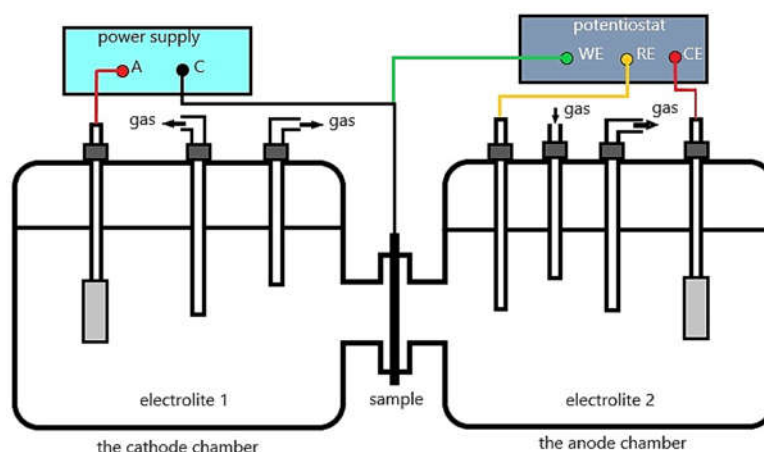 power supply
A
C
potentiostat
WE
RE
CE
gas
gas
gas
gas
electrolite 1
sample
electrolite 2
the cathode chamber
the anode chamber